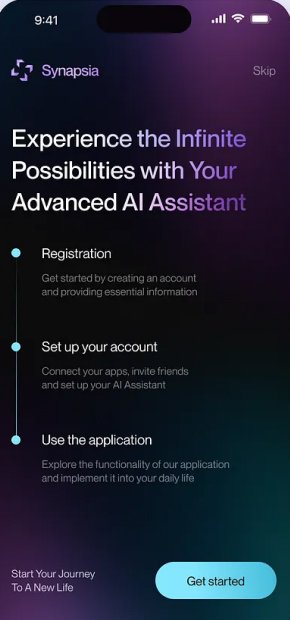 9:41
Synapsia
Skip
Experience the Infinite
Possibilities with Your
Advanced AI Assistant
Registration
Get started by creating an account
and providing essential information
Set up your account
Connect your apps, invite friends
and set up your AI Assistant
Use the application
Explore the functionality of our application
and implement it into your daily life
Start Your Journey
To A New Life
Get started